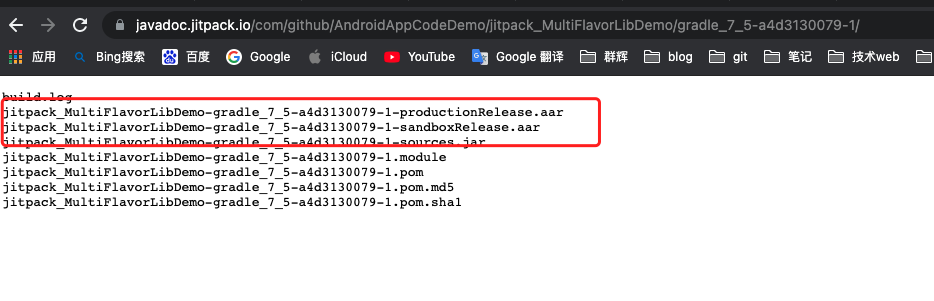 javadoc.jitpack.io/com/github/AndroidAppCodeDemo/jitpack_MultiFlavorLibDemo/gradle_7_5-a4d3130079-1/
应用 Bing搜索 百度 Google iCloud YouTube Google 翻译 群辉 blog git 笔记 技术web
build.log
jitpack_MultiFlavorLibDemo-gradle_7_5-a4d3130079-1-productionRelease.aar
jitpack_MultiFlavorLibDemo-gradle_7_5-a4d3130079-1-sandboxRelease.aar
jitpack_MultiFlavorLibDemo-gradle_7_5-a4d3130079-1-sources.jar
jitpack_MultiFlavorLibDemo-gradle_7_5-a4d3130079-1.module
jitpack_MultiFlavorLibDemo-gradle_7_5-a4d3130079-1.pom
jitpack_MultiFlavorLibDemo-gradle_7_5-a4d3130079-1.pom.md5
jitpack_MultiFlavorLibDemo-gradle_7_5-a4d3130079-1.pom.sha1